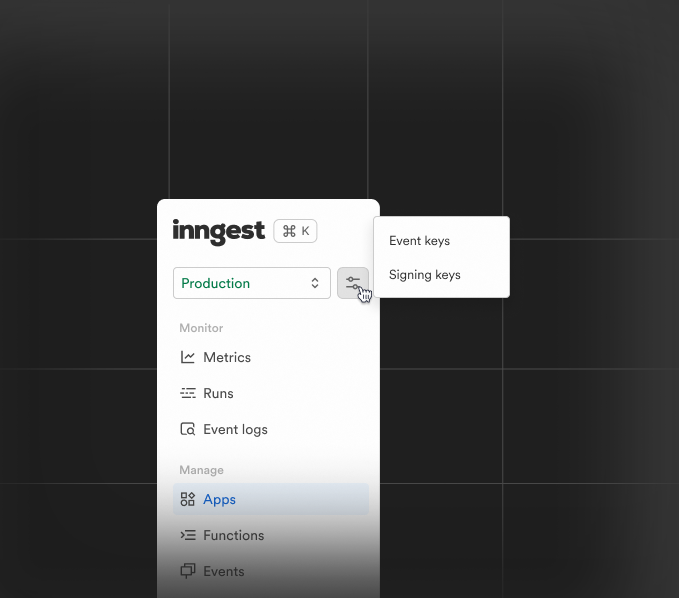 inngest ⌘ K
Event keys
Production
Signing keys
Monitor
Metrics
Runs
Event logs
Manage
Apps
Functions
Events